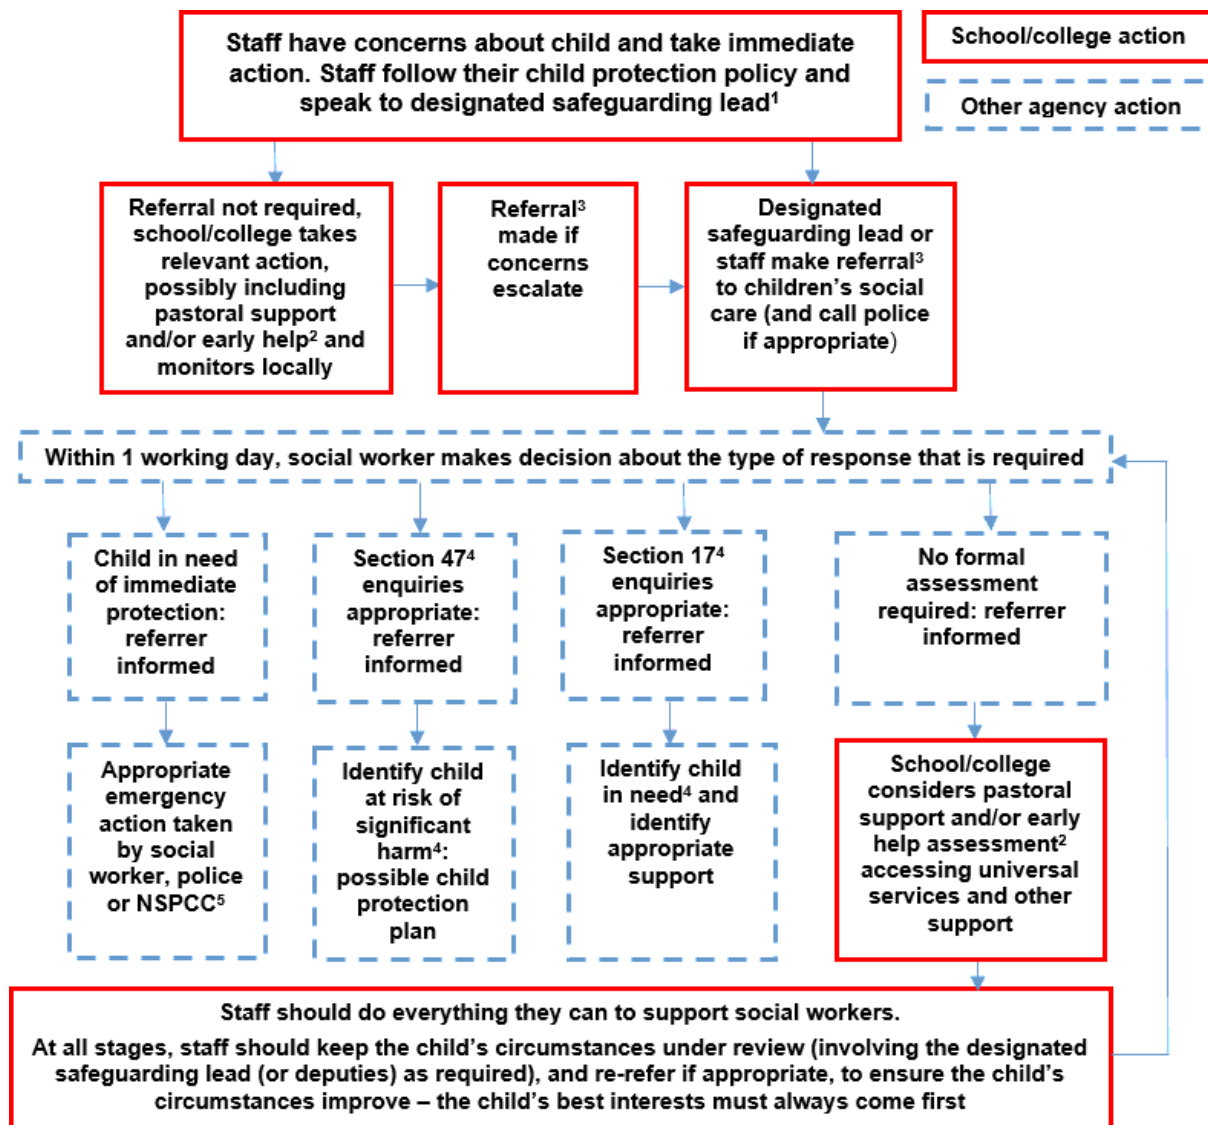 Staff have concerns about child and take immediate
action. Staff follow their child protection policy and
speak to designated safeguarding lead¹
School/college action
Other agency action
Referral not required,
school/college takes
relevant action,
possibly including
pastoral support
and/or early help² and
monitors locally
Referral³
made if
concerns
escalate
Designated
safeguarding lead or
staff make referral³
to children’s social
care (and call police
if appropriate)
Within 1 working day, social worker makes decision about the type of response that is required
Child in need
of immediate
protection:
referrer
informed
Section 47⁴
enquiries
appropriate:
referrer
informed
Section 17⁴
enquiries
appropriate:
referrer
informed
No formal
assessment
required: referrer
informed
Appropriate
emergency
action taken
by social
worker, police
or NSPCC⁵
Identify child
at risk of
significant
harm⁴:
possible child
protection
plan
Identify child
in need⁴ and
identify
appropriate
support
School/college
considers pastoral
support and/or early
help assessment²
accessing universal
services and other
support
Staff should do everything they can to support social workers.
At all stages, staff should keep the child’s circumstances under review (involving the designated
safeguarding lead (or deputies) as required), and re-refer if appropriate, to ensure the child’s
circumstances improve – the child’s best interests must always come first